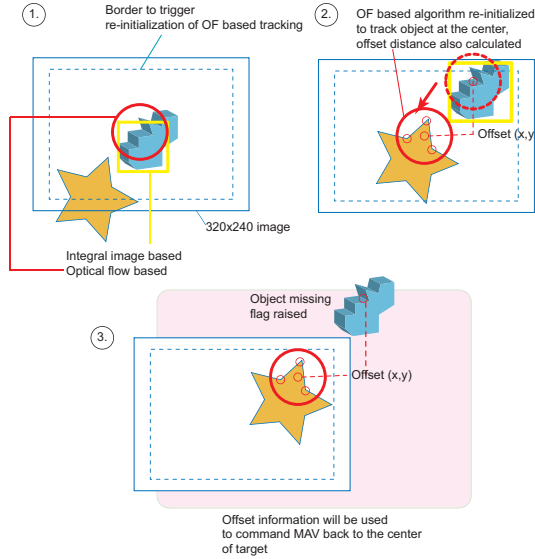 1.
Border to trigger
re-initialization of OF based tracking
320x240 image
Integral image based
Optical flow based
2.
OF based algorithm re-initialized
to track object at the center,
offset distance also calculated
Offset (x,y
3.
Object missing
flag raised
Offset (x,y)
Offset information will be used
to command MAV back to the center
of target